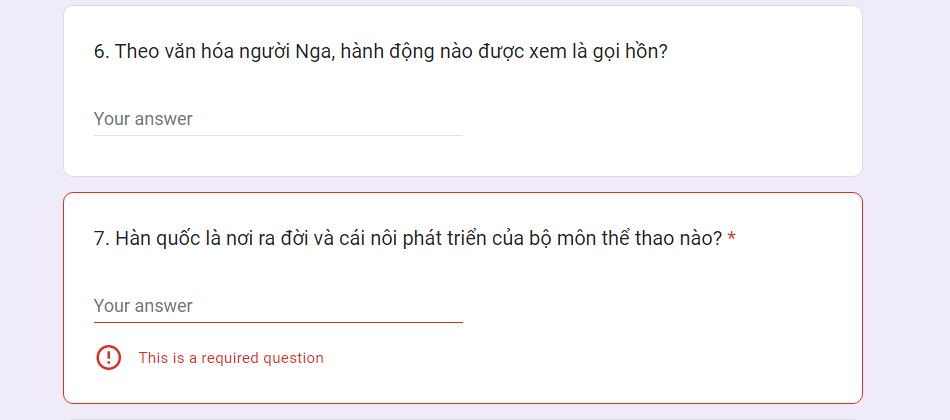 6. Theo văn hóa người Nga, hành động nào được xem là gọi hồn?
Your answer
7. Hàn quốc là nơi ra đời và cái nôi phát triển của bộ môn thể thao nào? *
Your answer
This is a required question